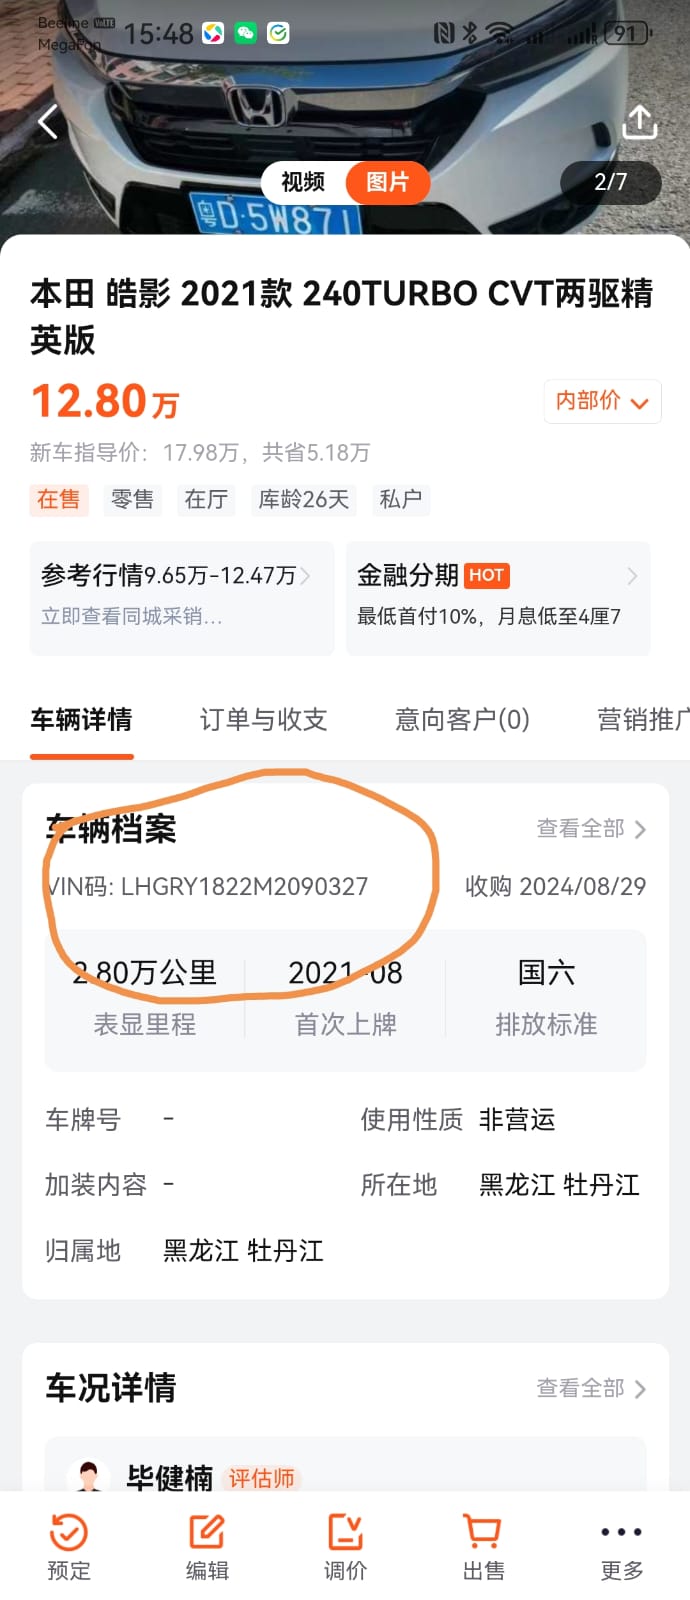 Beeline VoLTE
MegaFon
15:48
91
粤D·5W871
视频 图片
2/7
本田 皓影 2021款 240TURBO CVT两驱精
英版
12.80万
内部价
新车指导价：17.98万，共省5.18万
在售 零售 在厅 库龄26天 私户
参考行情9.65万-12.47万
立即查看同城采销...
金融分期 HOT
最低首付10%，月息低至4厘7
车辆详情 订单与收支 意向客户(0) 营销推广
车辆档案 查看全部
VIN码: LHGRY1822M2090327 收购 2024/08/29
2.80万公里 2021-08 国六
表显里程 首次上牌 排放标准
车牌号 - 使用性质 非营运
加装内容 - 所在地 黑龙江 牡丹江
归属地 黑龙江 牡丹江
车况详情 查看全部
毕健楠 评估师
预定 编辑 调价 出售 更多